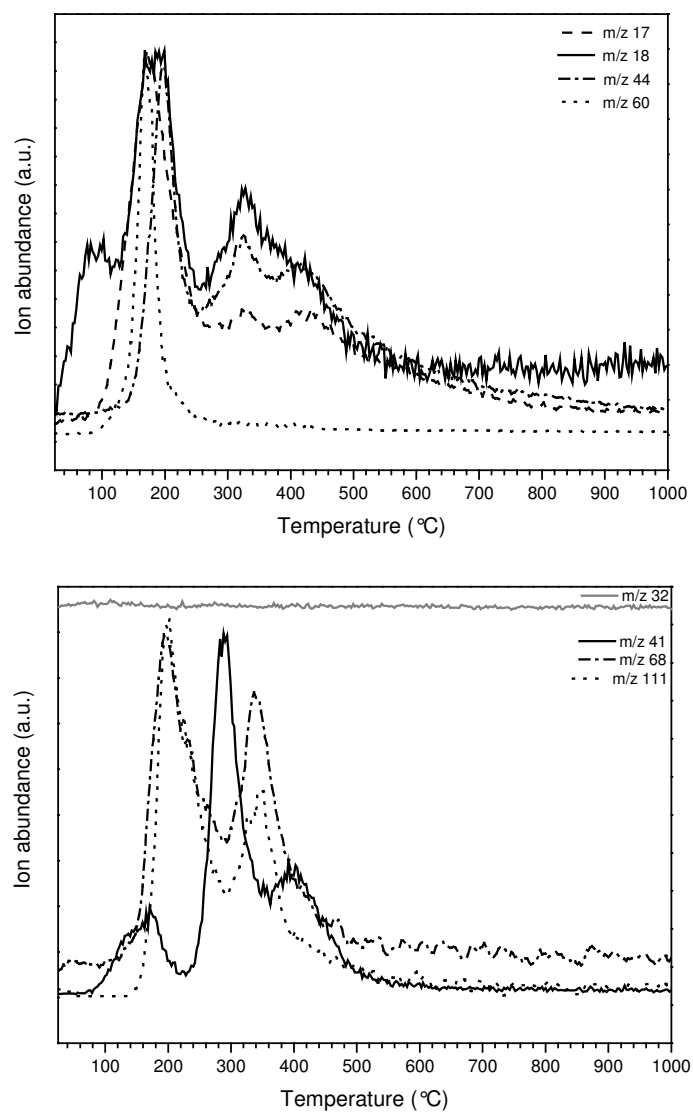 m/z 17
m/z 18
m/z 44
m/z 60
Ion abundance (a.u.)
100 200 300 400 500 600 700 800 900 1000
Temperature (°C)
m/z 32
m/z 41
m/z 68
m/z 111
Ion abundance (a.u.)
100 200 300 400 500 600 700 800 900 1000
Temperature (°C)